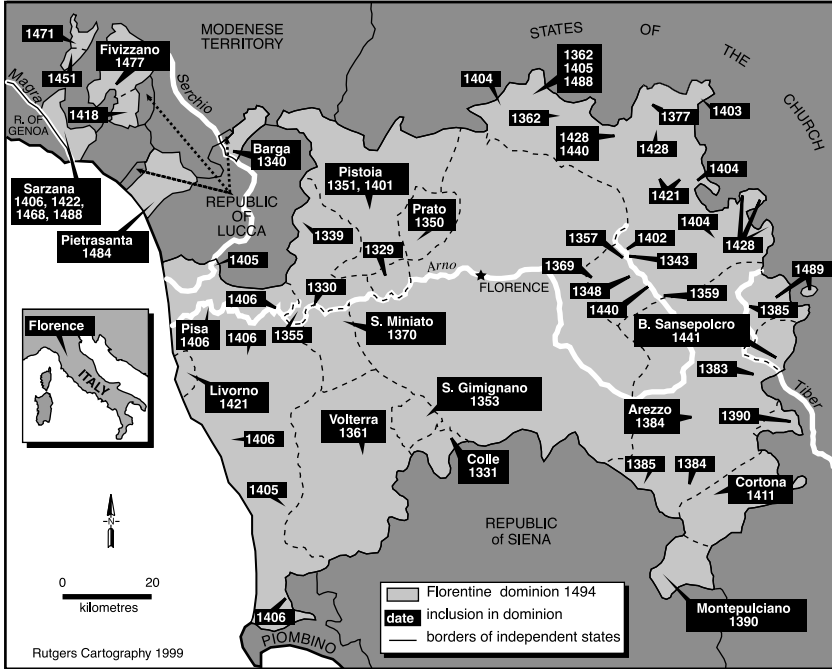 MODENESE
TERRITORY
STATES OF THE CHURCH
1471
Fivizzano
1477
1451
Magra
R. OF
GENOA
1418
Serchio
Barga
1340
Sarzana
1406, 1422,
1468, 1488
REPUBLIC
OF
LUCCA
Pietrasanta
1484
1405
1404
1362
1405
1488
1362
1428
1440
1377
1403
1428
1421
1404
1404
1428
Pistoia
1351, 1401
Prato
1350
1339
1329
1330
Arno
FLORENCE
1357
1402
1343
1369
1348
1359
1440
1489
1385
B. Sansepolcro
1441
1383
Tiber
1406
Pisa
1406
1406
1355
S. Miniato
1370
Livorno
1421
S. Gimignano
1353
Volterra
1361
Colle
1331
1406
1405
1406
Arezzo
1384
1390
1385
1384
Cortona
1411
Montepulciano
1390
REPUBLIC
of SIENA
PIOMBINO
Florence
ITALY
N
0 20
kilometres
Rutgers Cartography 1999
Florentine dominion 1494
date inclusion in dominion
borders of independent states